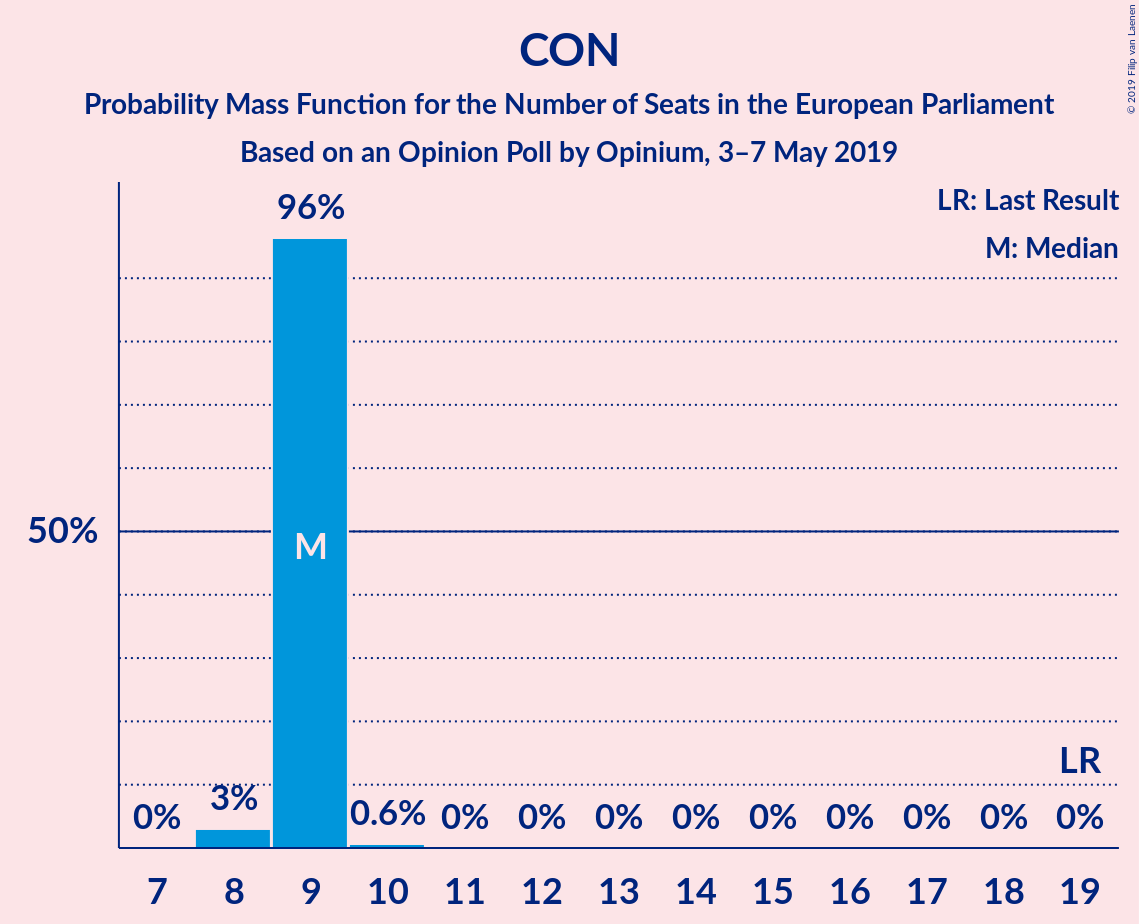 CON
Probability Mass Function for the Number of Seats in the European Parliament
Based on an Opinion Poll by Opinium, 3–7 May 2019
© 2019 Filip van Laenen
LR: Last Result
M: Median
96%
50%
M
LR
0% 3% 0.6% 0% 0% 0% 0% 0% 0% 0% 0% 0%
7 8 9 10 11 12 13 14 15 16 17 18 19